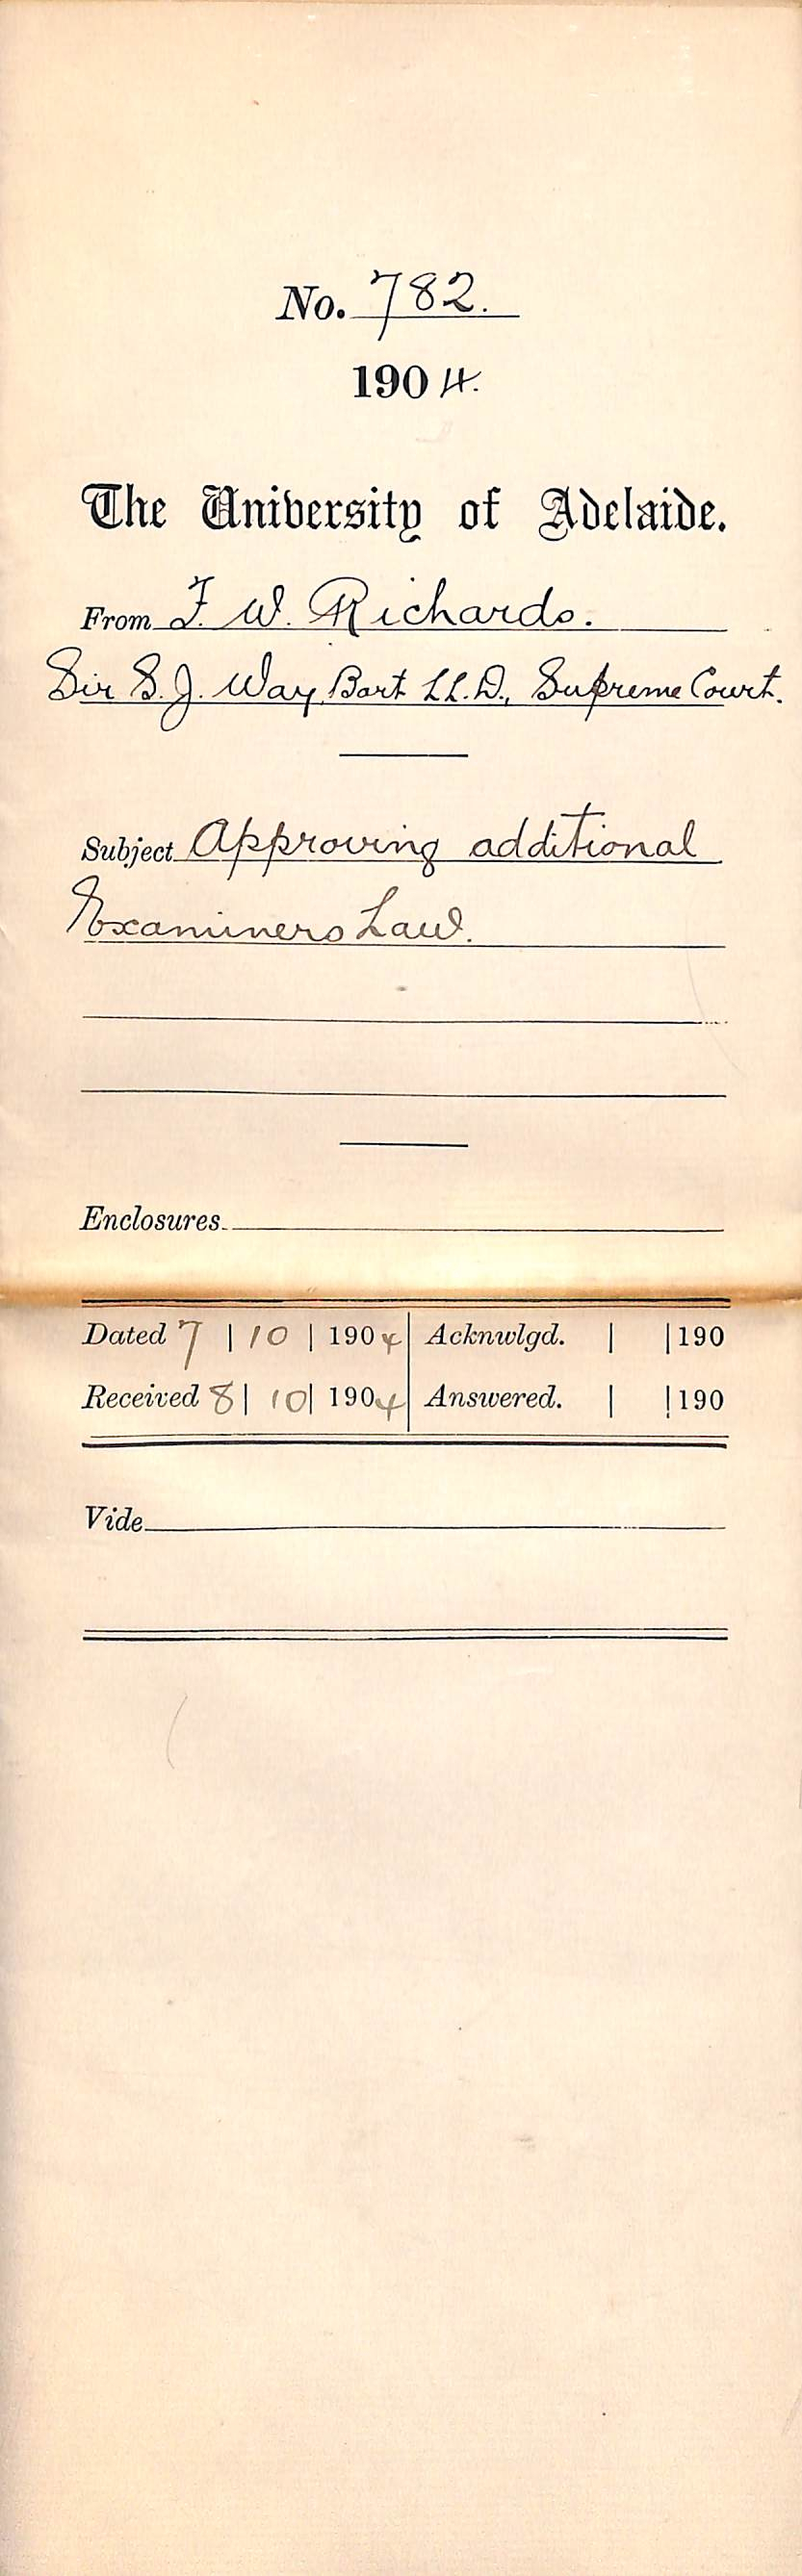 No. 782.
1904.
The University of Adelaide.
From F. W. Richards.
Sir S. J. Way, Bart LL.D., Supreme Court.
Subject Approving additional
Examiners Law.
Enclosures
Dated 7 | 10 | 1904 Acknwlgd. | | 190
Received 8 | 10 | 1904 Answered. | | 190
Vide